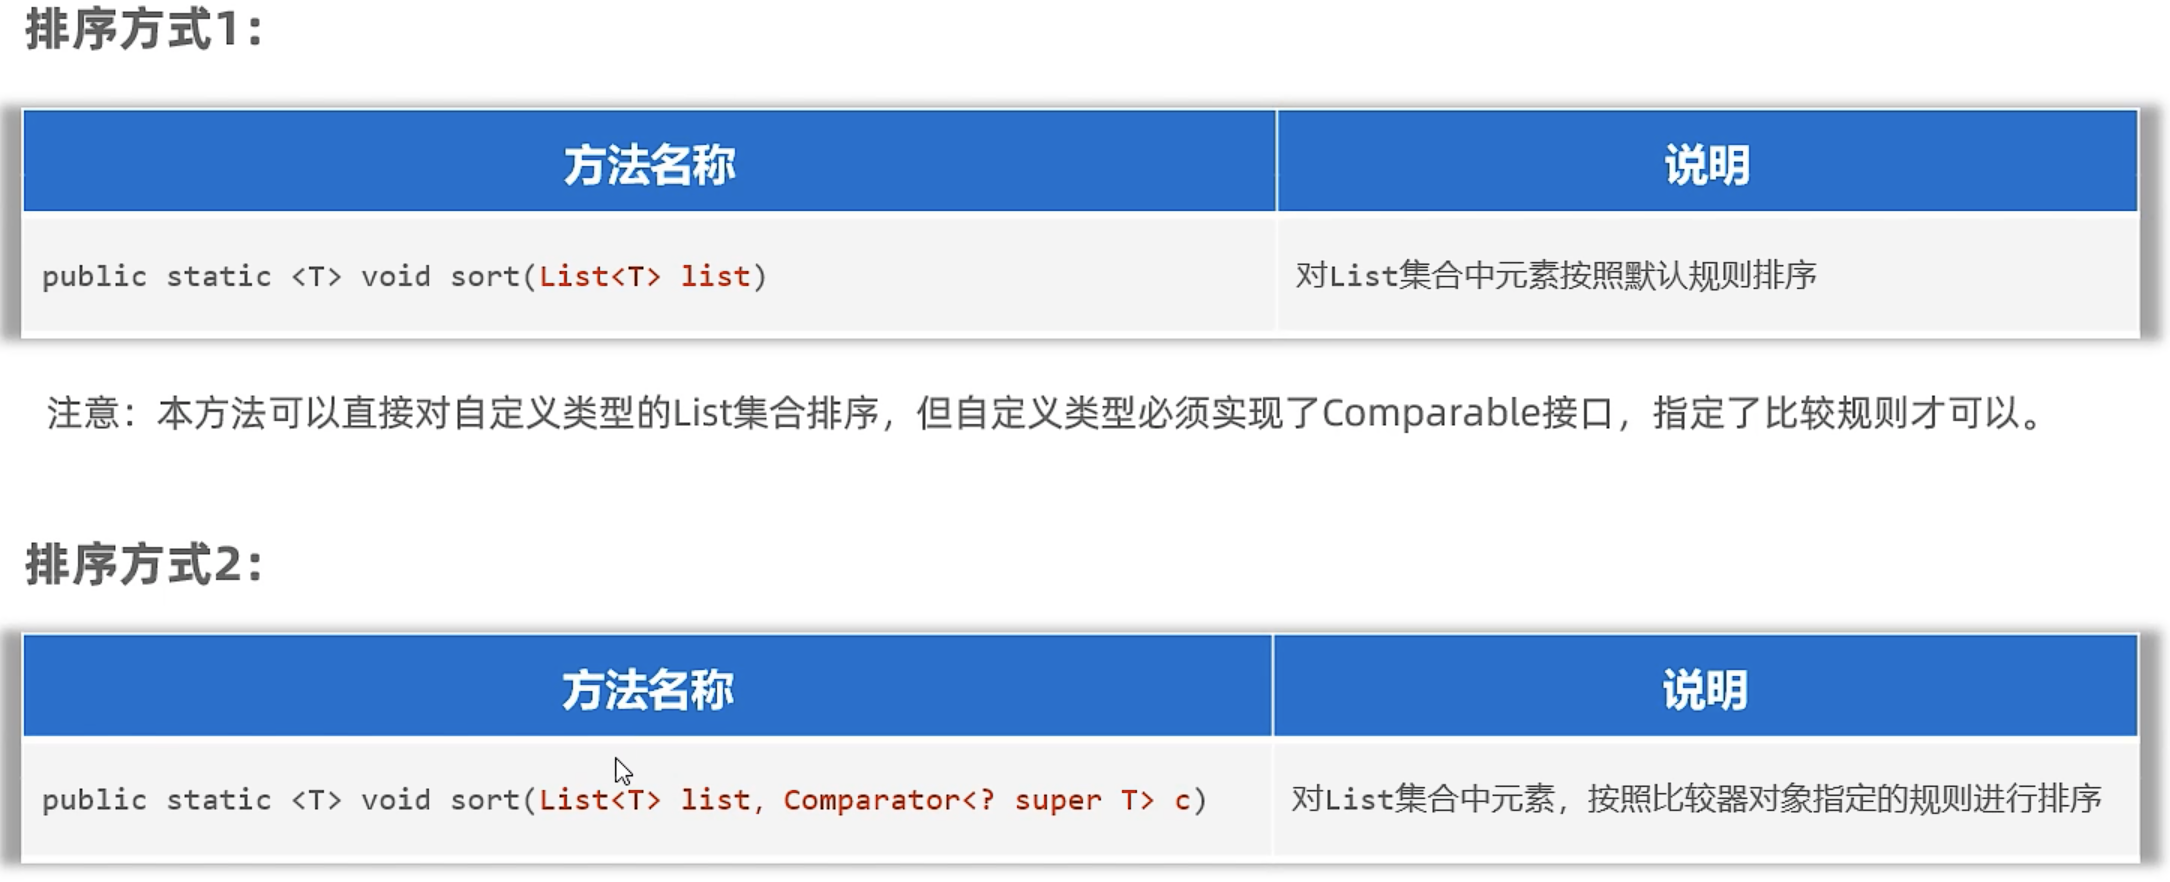 排序方式1:
方法名称 说明
public static <T> void sort(List<T> list) 对List集合中元素按照默认规则排序
注意：本方法可以直接对自定义类型的List集合排序，但自定义类型必须实现了Comparable接口，指定了比较规则才可以。
排序方式2:
方法名称 说明
public static <T> void sort(List<T> list, Comparator<? super T> c) 对List集合中元素，按照比较器对象指定的规则进行排序